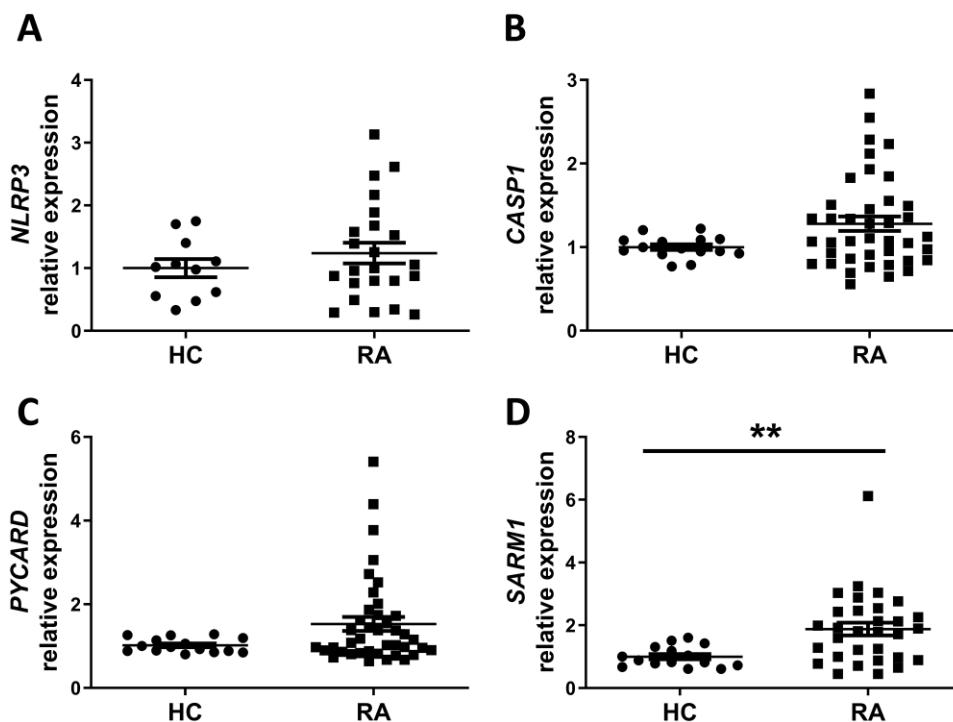 A
NLRP3
relative expression
4
3
2
1
0
HC
RA
B
CASP1
relative expression
3
2
1
0
HC
RA
C
PYCARD
relative expression
6
4
2
0
HC
RA
D
SARM1
relative expression
8
6
4
2
0
**
HC
RA